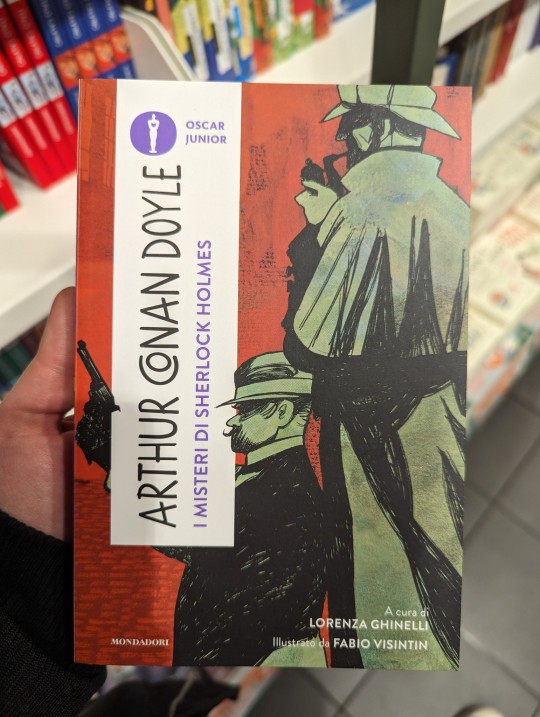 OSCAR
JUNIOR
ARTHUR CONAN DOYLE
I MISTERI DI SHERLOCK HOLMES
A cura di
LORENZA GHINELLI
Illustrato da FABIO VISINTIN
MONDADORI